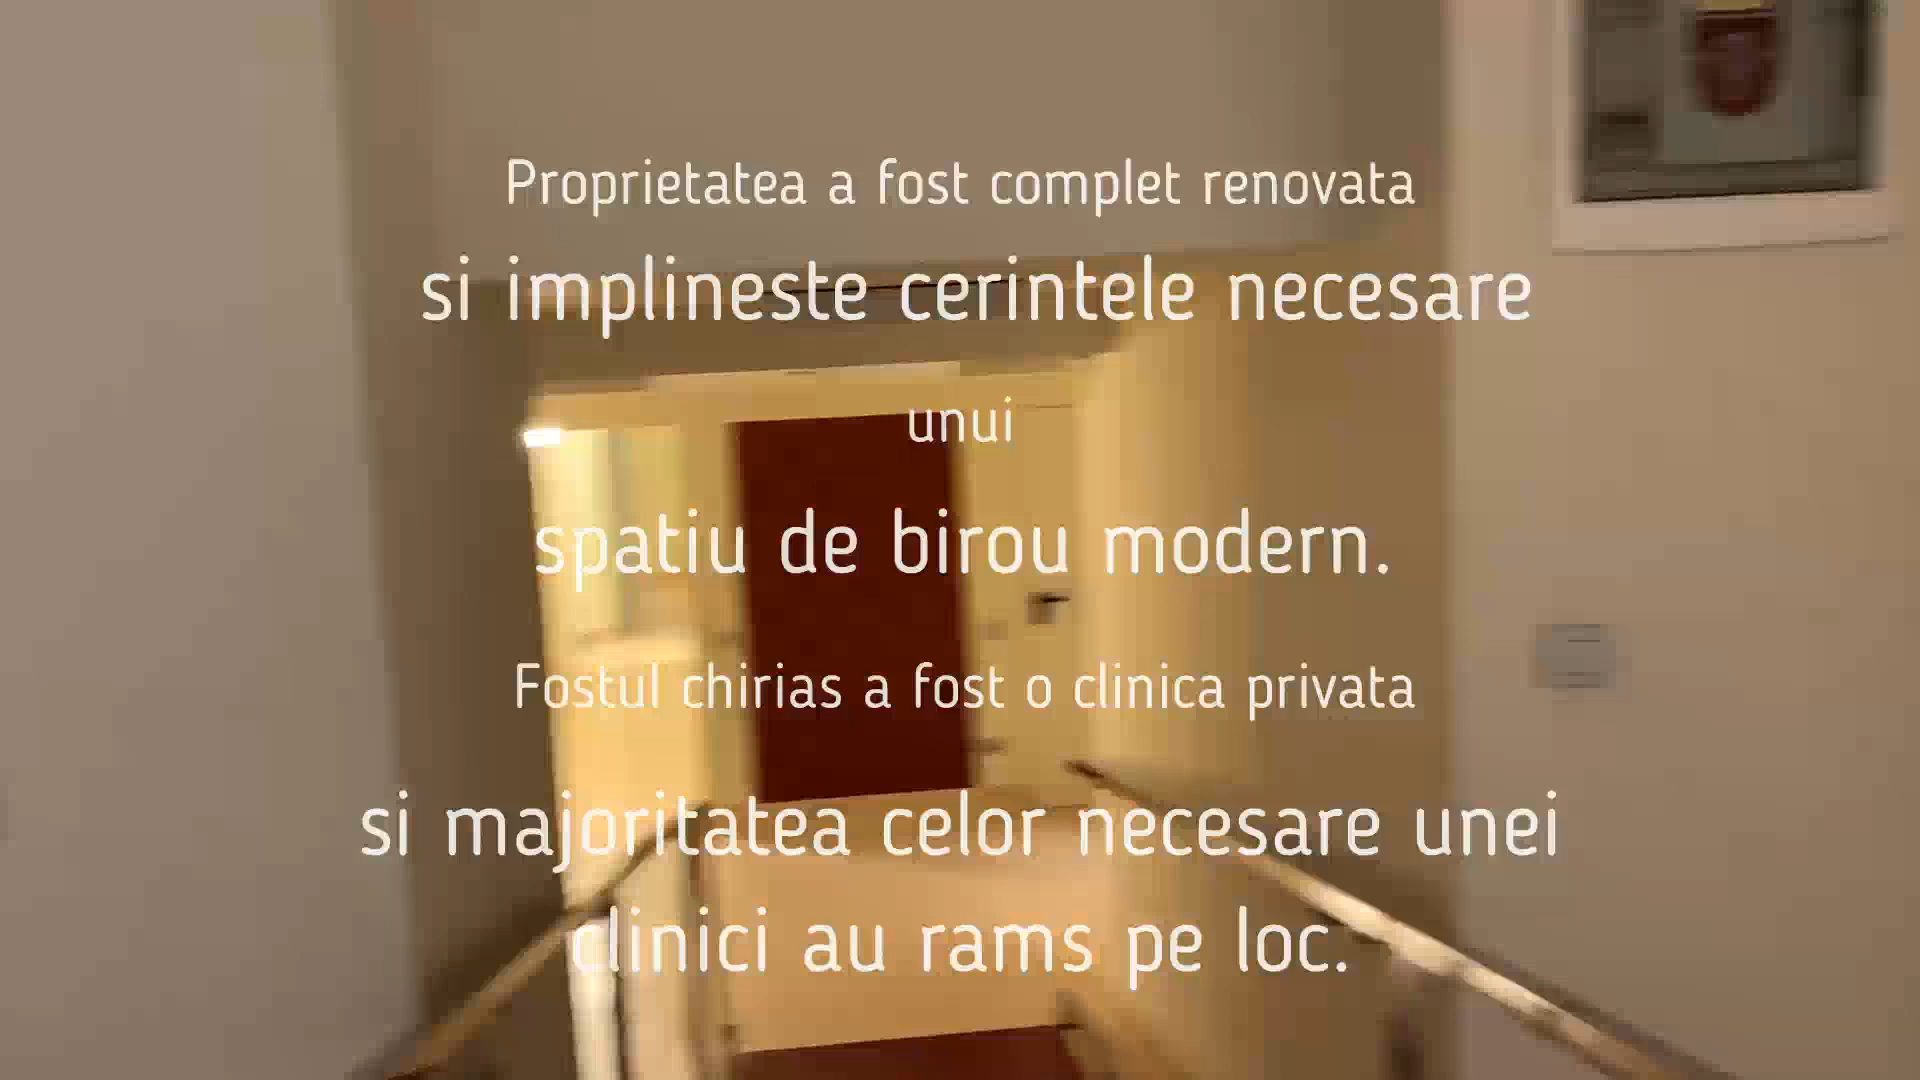 Proprietatea a fost complet renovata
si implineste cerintele necesare
unui
spatiu de birou modern.
Fostul chirias a fost o clinica privata
si majoritatea celor necesare unei
clinici au rams pe loc.